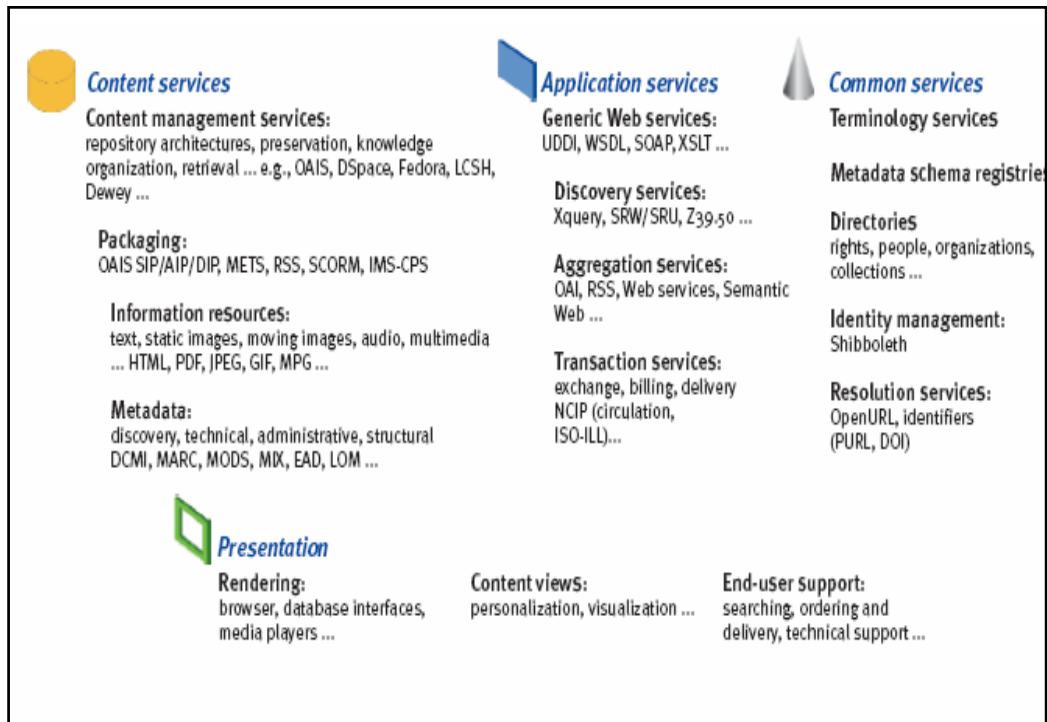 Content services
Content management services:
repository architectures, preservation, knowledge
organization, retrieval ... e.g., OAIS, DSpace, Fedora, LCSH,
Dewey ...
Packaging:
OAIS SIP/AIP/DIP, METS, RSS, SCORM, IMS-CPS
Information resources:
text, static images, moving images, audio, multimedia
... HTML, PDF, JPEG, GIF, MPG ...
Metadata:
discovery, technical, administrative, structural
DCMI, MARC, MODS, MIX, EAD, LOM ...
Application services
Generic Web services:
UDDI, WSDL, SOAP, XSLT ...
Discovery services:
Xquery, SRW/SRU, Z39.50 ...
Aggregation services:
OAI, RSS, Web services, Semantic
Web ...
Transaction services:
exchange, billing, delivery
NCIP (circulation,
ISO-ILL)...
Common services
Terminology services
Metadata schema registries
Directories
rights, people, organizations,
collections ...
Identity management:
Shibboleth
Resolution services:
OpenURL, identifiers
(PURL, DOI)
Presentation
Rendering:
browser, database interfaces,
media players ...
Content views:
personalization, visualization ...
End-user support:
searching, ordering and
delivery, technical support ...